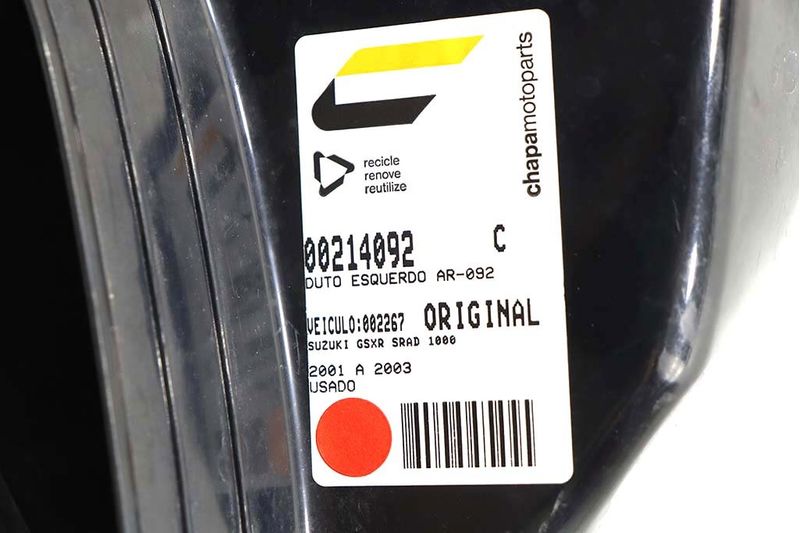 chapamotoparts
recicle
renove
reutilize
00214092 C
DUTO ESQUERDO AR-092
VEICULO:002267 ORIGINAL
SUZUKI GSXR SRAD 1000
2001 A 2003
USADO